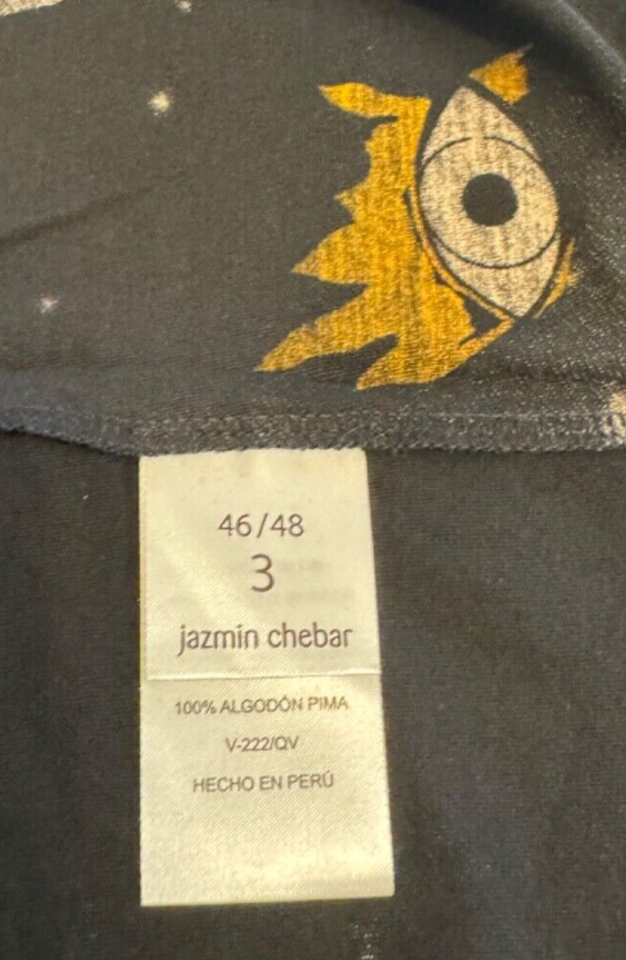 46/48
3
jazmin chebar
100% ALGODÓN PIMA
V-222/QV
HECHO EN PERÚ